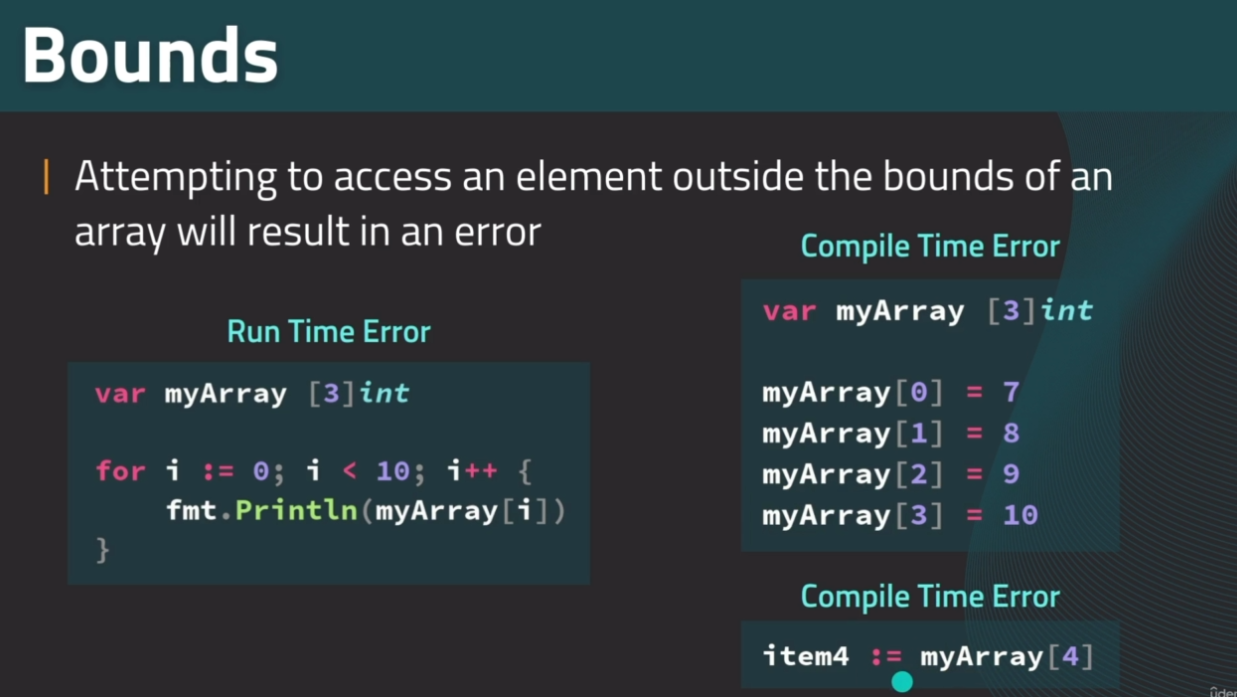 Bounds
Attempting to access an element outside the bounds of an
array will result in an error
Run Time Error
var myArray [3]int
for i := 0; i < 10; i++ {
    fmt.Println(myArray[i])
}
Compile Time Error
var myArray [3]int
myArray[0] = 7
myArray[1] = 8
myArray[2] = 9
myArray[3] = 10
Compile Time Error
item4 := myArray[4]